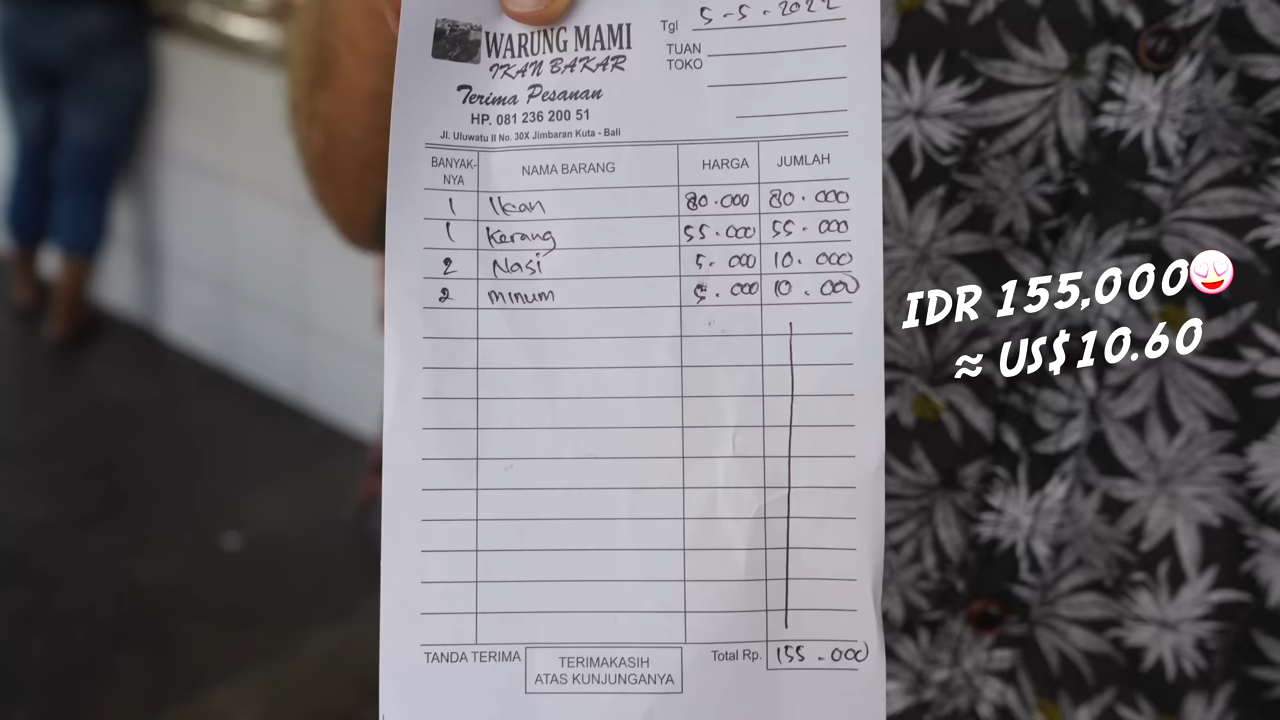 WARUNG MAMI
IKAN BAKAR
Terima Pesanan
HP. 081 236 200 51
Jl. Uluwatu II No. 30X Jimbaran Kuta - Bali
Tgl 5-5-2022
TUAN
TOKO
BANYAK-NYA NAMA BARANG HARGA JUMLAH
1 Ikan 80.000 80.000
1 Kerang 55.000 55.000
2 Nasi 5.000 10.000
2 minum 5.000 10.000
TANDA TERIMA
TERIMAKASIH
ATAS KUNJUNGANYA
Total Rp. 155.000
IDR 155,000😍
≈ US$10.60